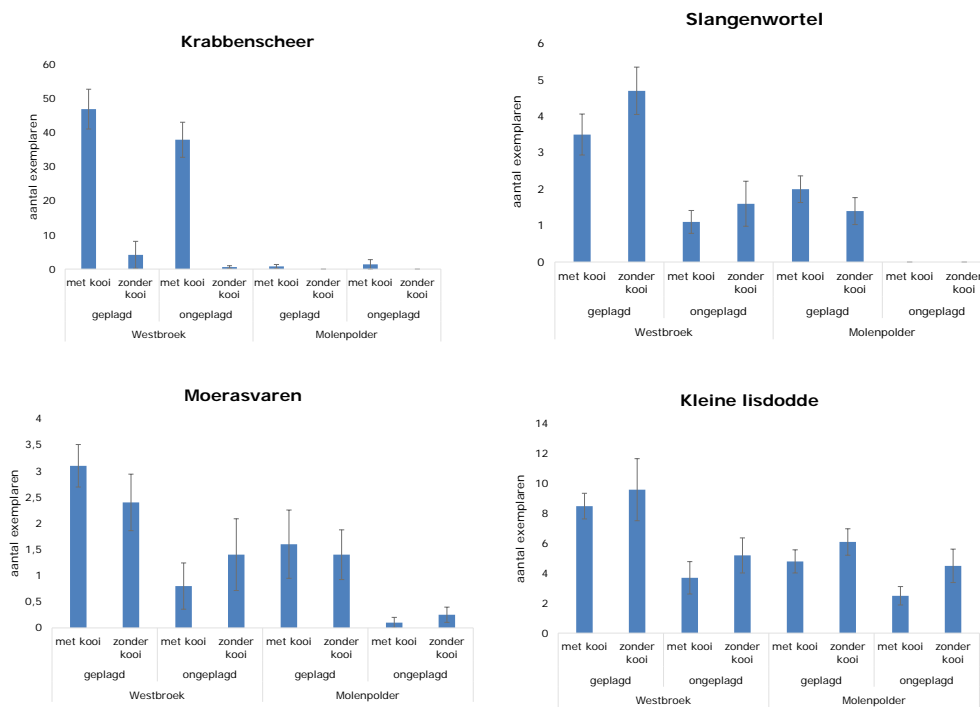 Krabbenscheer
60
50
40
30
20
10
0
aantal exemplaren
met kooi zonder kooi met kooi zonder kooi met kooi zonder kooi met kooi zonder kooi
geplagd ongeplagd geplagd ongeplagd
Westbroek Molenpolder
Slangenwortel
6
5
4
3
2
1
0
aantal exemplaren
met kooi zonder kooi met kooi zonder kooi met kooi zonder kooi met kooi zonder kooi
geplagd ongeplagd geplagd ongeplagd
Westbroek Molenpolder
Moerasvaren
4
3,5
3
2,5
2
1,5
1
0,5
0
aantal exemplaren
met kooi zonder kooi met kooi zonder kooi met kooi zonder kooi met kooi zonder kooi
geplagd ongeplagd geplagd ongeplagd
Westbroek Molenpolder
Kleine lisdodde
14
12
10
8
6
4
2
0
aantal exemplaren
met kooi zonder kooi met kooi zonder kooi met kooi zonder kooi met kooi zonder kooi
geplagd ongeplagd geplagd ongeplagd
Westbroek Molenpolder